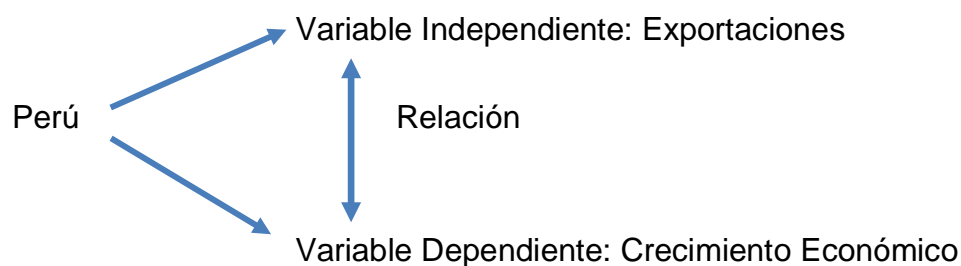 Variable Independiente: Exportaciones
Perú
Relación
Variable Dependiente: Crecimiento Económico